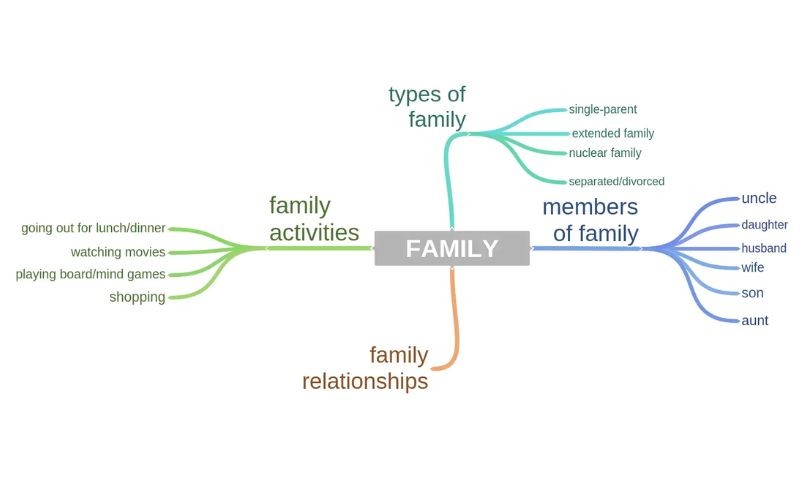 types of
family
single-parent
extended family
nuclear family
separated/divorced
family
activities
going out for lunch/dinner
watching movies
playing board/mind games
shopping
FAMILY
members
of family
uncle
daughter
husband
wife
son
aunt
family
relationships